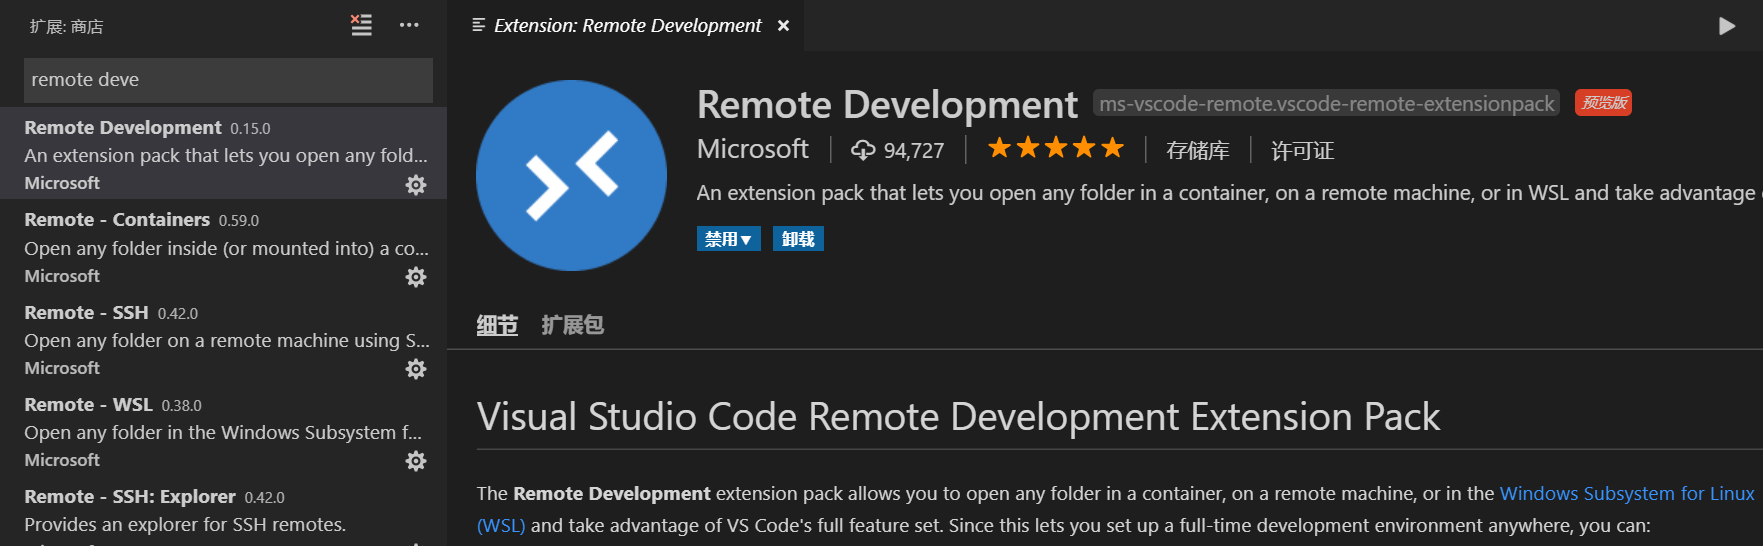 扩展: 商店
remote deve
Remote Development 0.15.0
An extension pack that lets you open any fold...
Microsoft
Remote - Containers 0.59.0
Open any folder inside (or mounted into) a co...
Microsoft
Remote - SSH 0.42.0
Open any folder on a remote machine using S...
Microsoft
Remote - WSL 0.38.0
Open any folder in the Windows Subsystem f...
Microsoft
Remote - SSH: Explorer 0.42.0
Provides an explorer for SSH remotes.
Extension: Remote Development
Remote Development ms-vscode-remote.vscode-remote-extensionpack 预览版
Microsoft 94,727 存储库 许可证
An extension pack that lets you open any folder in a container, on a remote machine, or in WSL and take advantage
禁用 卸载
细节 扩展包
Visual Studio Code Remote Development Extension Pack
The Remote Development extension pack allows you to open any folder in a container, on a remote machine, or in the Windows Subsystem for Linux
(WSL) and take advantage of VS Code's full feature set. Since this lets you set up a full-time development environment anywhere, you can: